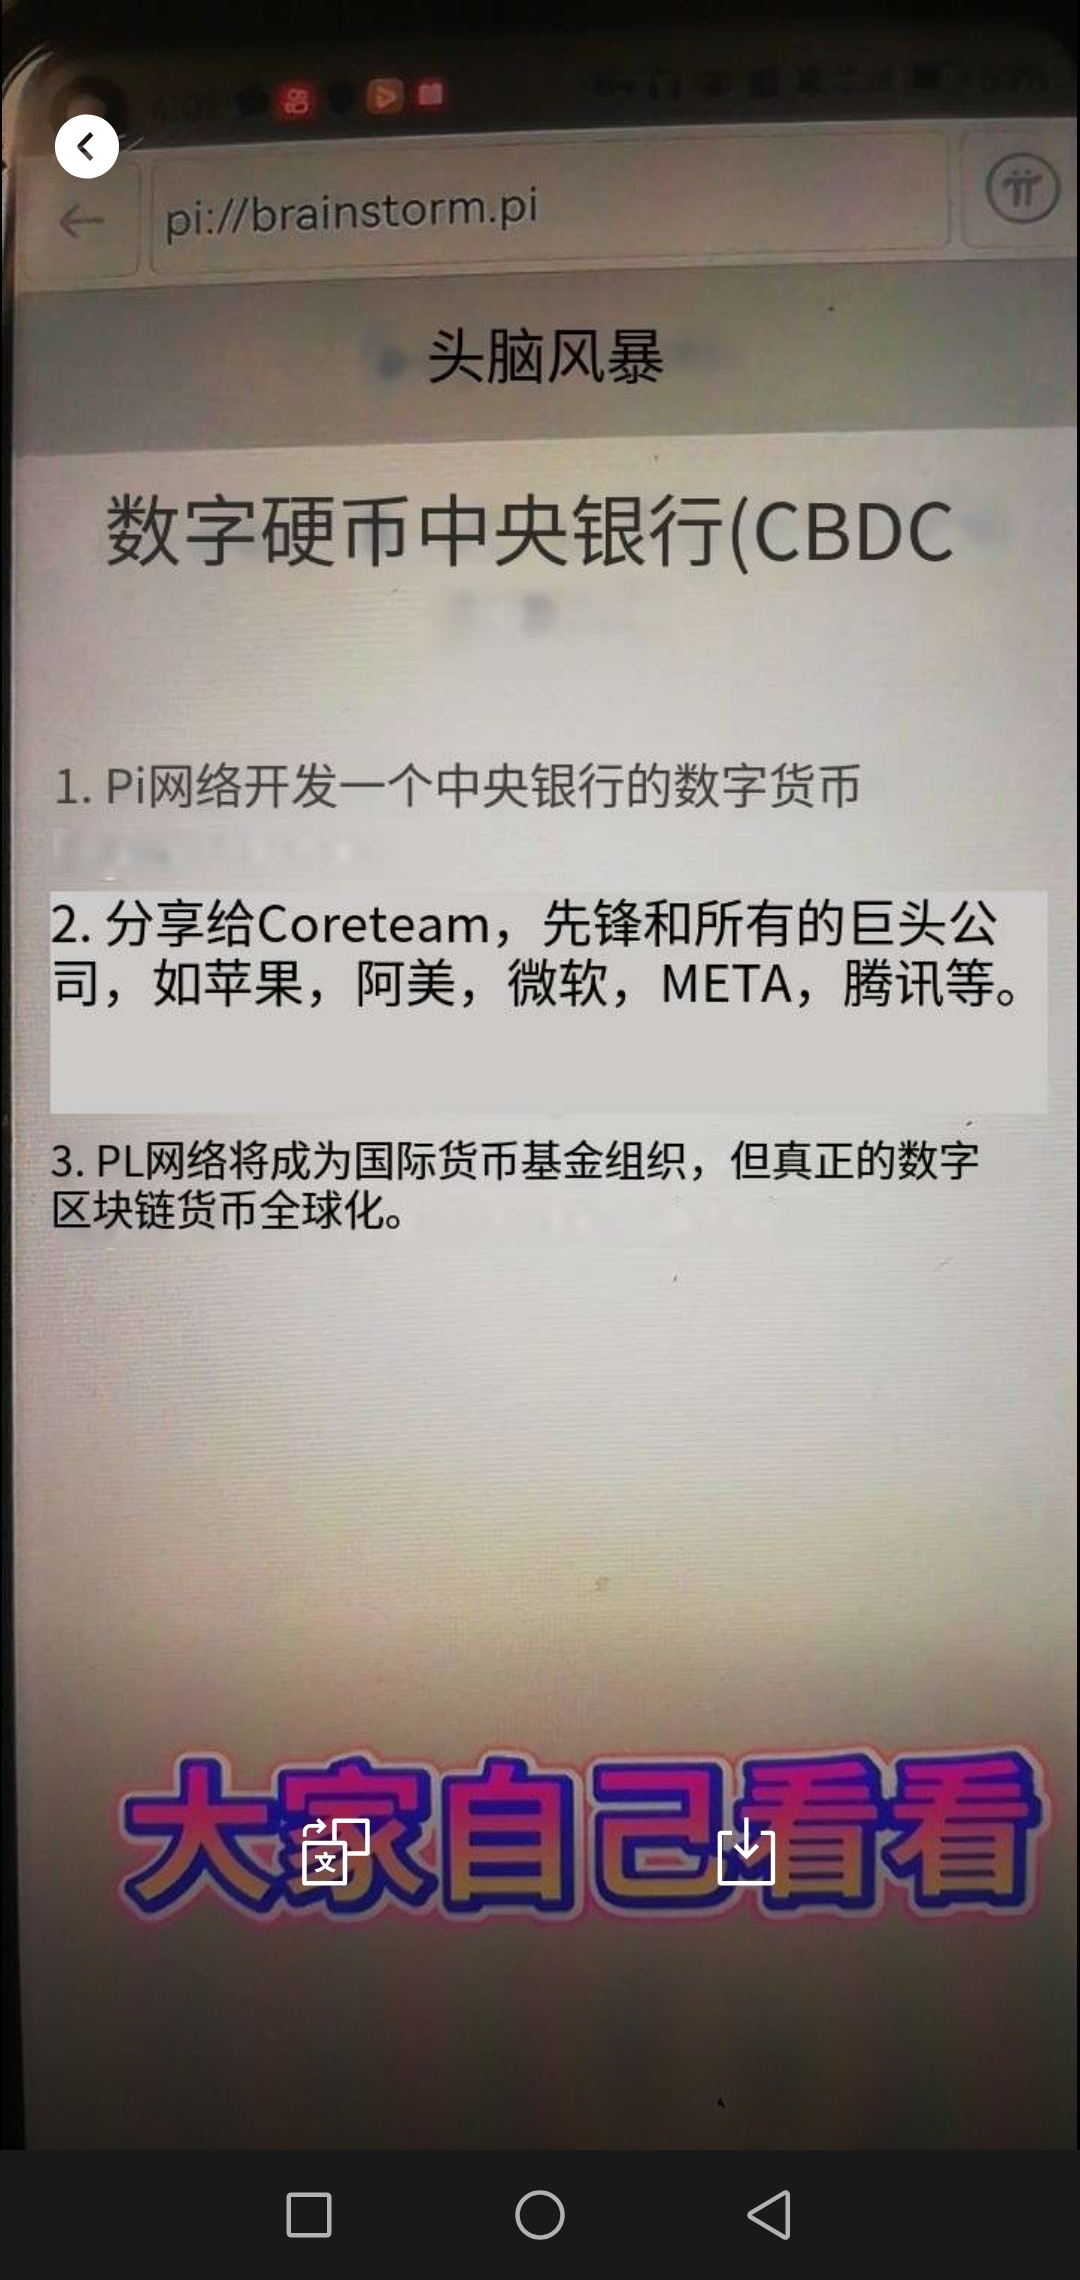 pi://brainstorm.pi
头脑风暴
数字硬币中央银行(CBDC
1. Pi网络开发一个中央银行的数字货币
2. 分享给Coreteam，先锋和所有的巨头公
司，如苹果，阿美，微软，META，腾讯等。
3. PL网络将成为国际货币基金组织，但真正的数字
区块链货币全球化。
大家自己看看
文